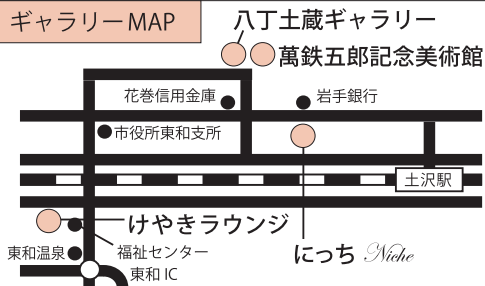 ギャラリーMAP
八丁土蔵ギャラリー
萬鉄五郎記念美術館
花巻信用金庫
岩手銀行
市役所東和支所
土沢駅
けやきラウンジ
にっち Niche
東和温泉
福祉センター
東和IC